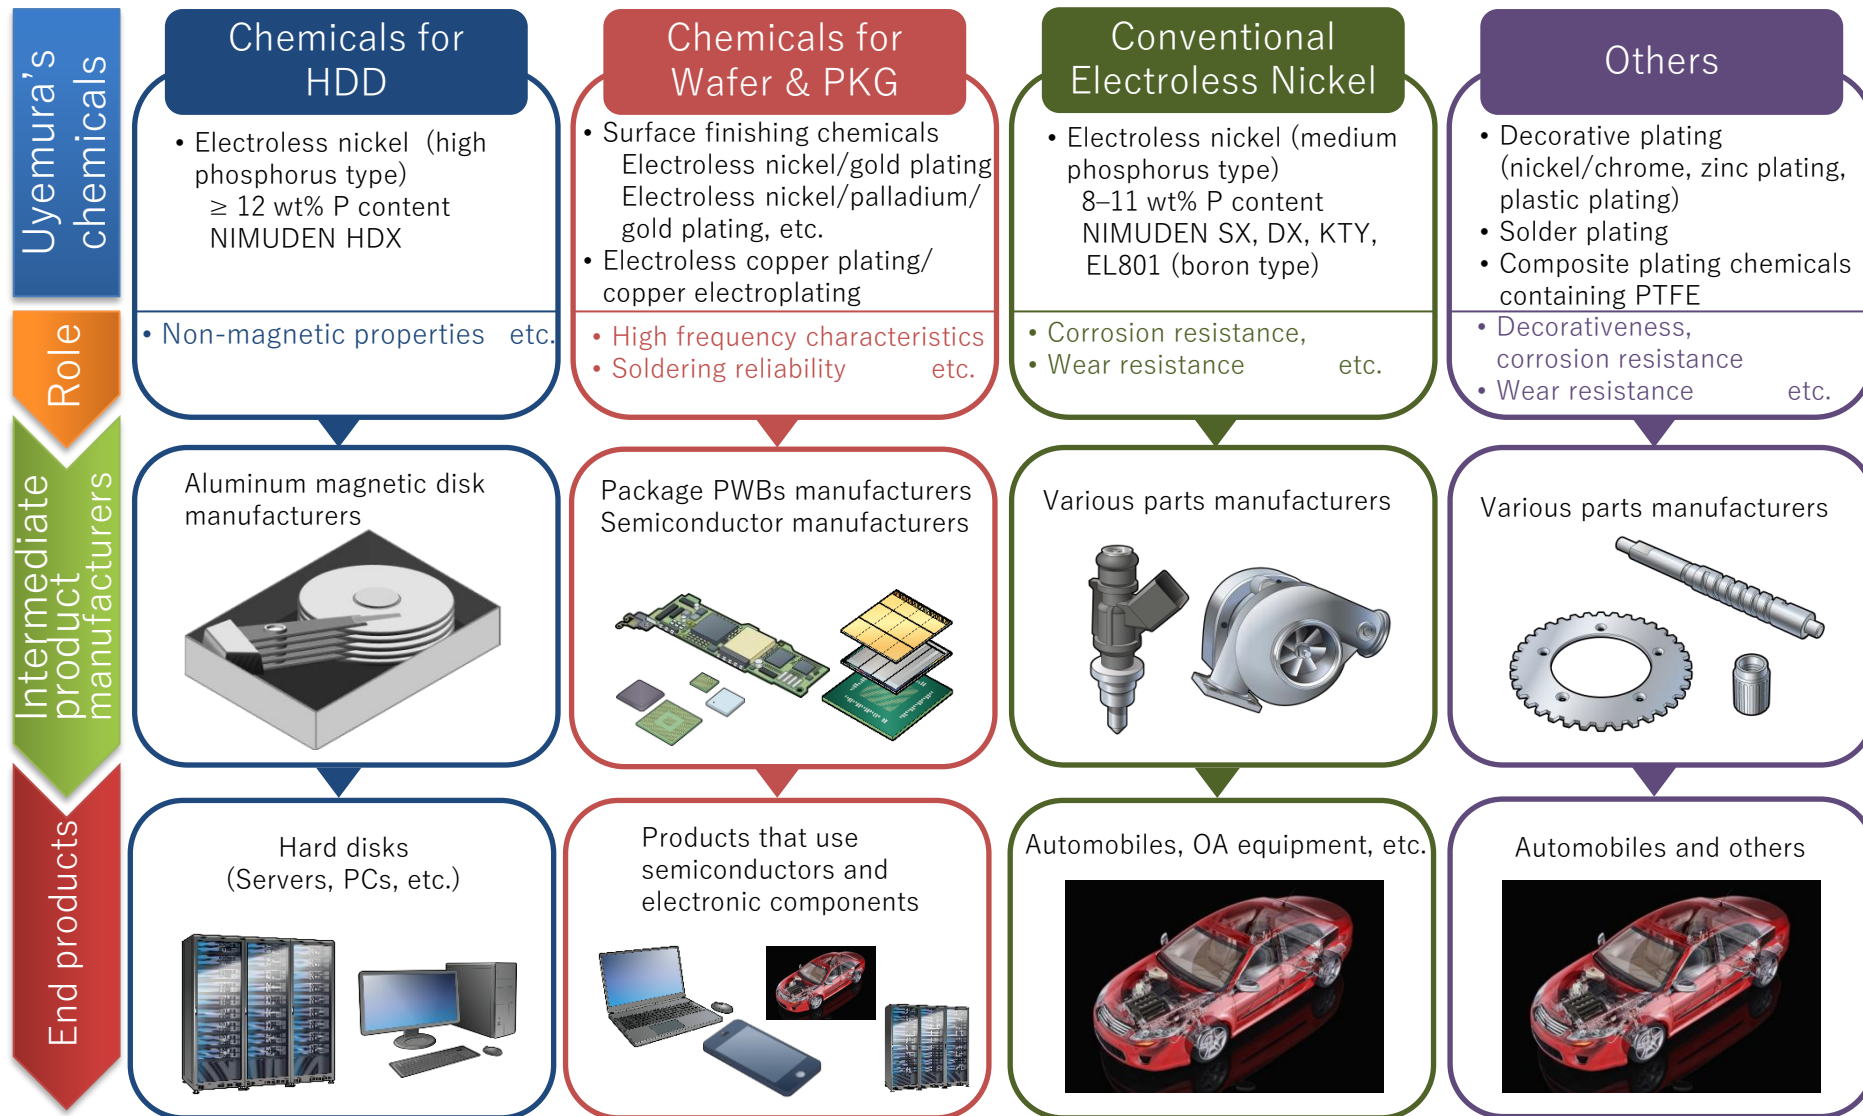 Uyemura's
chemicals
Role
Intermediate
product
manufacturers
End products
Chemicals for
HDD
• Electroless nickel (high
phosphorus type)
≥ 12 wt% P content
NIMUDEN HDX
• Non-magnetic properties etc.
Aluminum magnetic disk
manufacturers
Hard disks
(Servers, PCs, etc.)
Chemicals for
Wafer & PKG
• Surface finishing chemicals
Electroless nickel/gold plating
Electroless nickel/palladium/
gold plating, etc.
• Electroless copper plating/
copper electroplating
• High frequency characteristics
• Soldering reliability etc.
Package PWBs manufacturers
Semiconductor manufacturers
Products that use
semiconductors and
electronic components
Conventional
Electroless Nickel
• Electroless nickel (medium
phosphorus type)
8–11 wt% P content
NIMUDEN SX, DX, KTY,
EL801 (boron type)
• Corrosion resistance,
• Wear resistance etc.
Various parts manufacturers
Automobiles, OA equipment, etc.
Others
• Decorative plating
(nickel/chrome, zinc plating,
plastic plating)
• Solder plating
• Composite plating chemicals
containing PTFE
• Decorativeness,
corrosion resistance
• Wear resistance etc.
Various parts manufacturers
Automobiles and others